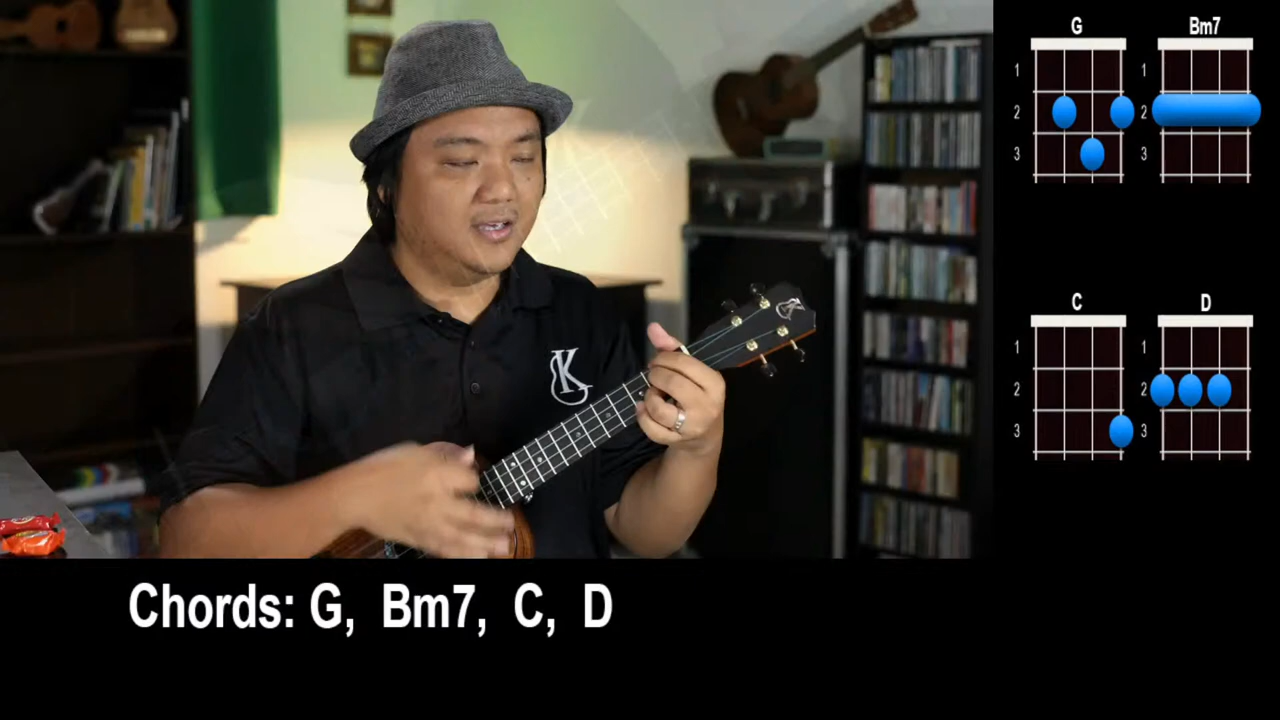 G Bm7
1 1
2 2
3 3
K
K
C D
1 1
2 2
3 3
Chords: G, Bm7, C, D